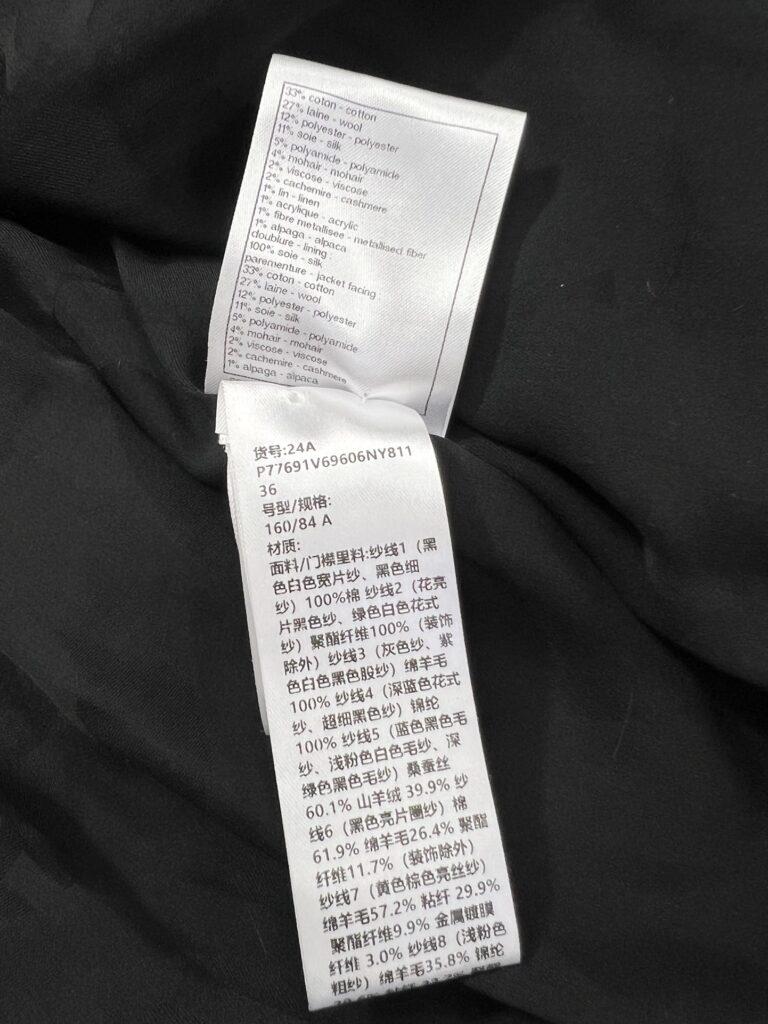 33% coton - cotton
27% laine - wool
12% polyester - polyester
11% soie - silk
5% polyamide - polyamide
4% mohair - mohair
2% viscose - viscose
2% cachemire - cashmere
1% lin - linen
1% acrylique - acrylic
1% fibre metallisee - metallised fiber
1% alpaga - alpaca
doublure - lining :
100% soie - silk
parementure - jacket facing :
33% coton - cotton
27% laine - wool
12% polyester - polyester
11% soie - silk
5% polyamide - polyamide
4% mohair - mohair
2% viscose - viscose
2% cachemire - cashmere
1% alpaga - alpaca
货号:24A
P77691V69606NY811
36
号型/规格:
160/84 A
材质:
面料/门襟里料:纱线1（黑
色白色宽片纱、黑色细
纱）100%棉 纱线2（花亮
片黑色纱、绿色白色花式
纱）聚酯纤维100%（装饰
除外）纱线3（灰色纱、紫
色白色黑色股纱）绵羊毛
100% 纱线4（深蓝色花式
纱、超细黑色纱）锦纶
100% 纱线5（蓝色黑色毛
纱、浅粉色白色毛纱、深
绿色黑色毛纱）桑蚕丝
60.1% 山羊绒 39.9% 纱
线6（黑色亮片圈纱）棉
61.9% 绵羊毛26.4% 聚酯
纤维11.7%（装饰除外）
纱线7（黄色棕色亮丝纱）
绵羊毛57.2% 粘纤 29.9%
聚酯纤维9.9% 金属镀膜
纤维 3.0% 纱线8（浅粉色
粗纱）绵羊毛35.8% 锦纶